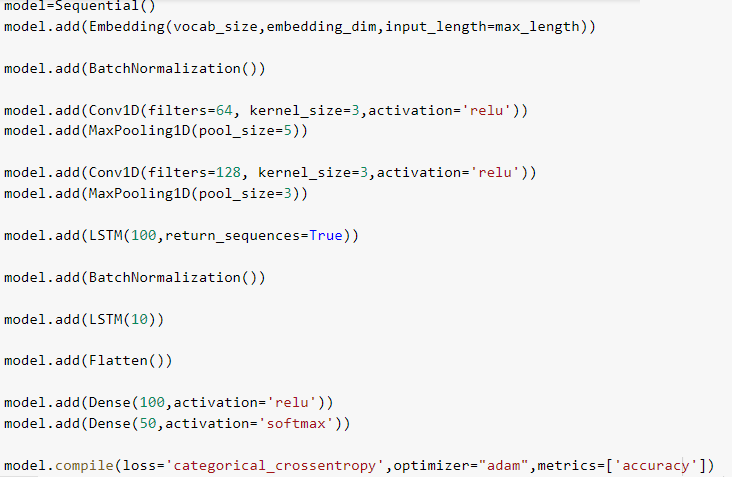 model=Sequential()
model.add(Embedding(vocab_size,embedding_dim,input_length=max_length))
model.add(BatchNormalization())
model.add(Conv1D(filters=64, kernel_size=3,activation='relu'))
model.add(MaxPooling1D(pool_size=5))
model.add(Conv1D(filters=128, kernel_size=3,activation='relu'))
model.add(MaxPooling1D(pool_size=3))
model.add(LSTM(100,return_sequences=True))
model.add(BatchNormalization())
model.add(LSTM(10))
model.add(Flatten())
model.add(Dense(100,activation='relu'))
model.add(Dense(50,activation='softmax'))
model.compile(loss='categorical_crossentropy',optimizer="adam",metrics=['accuracy'])